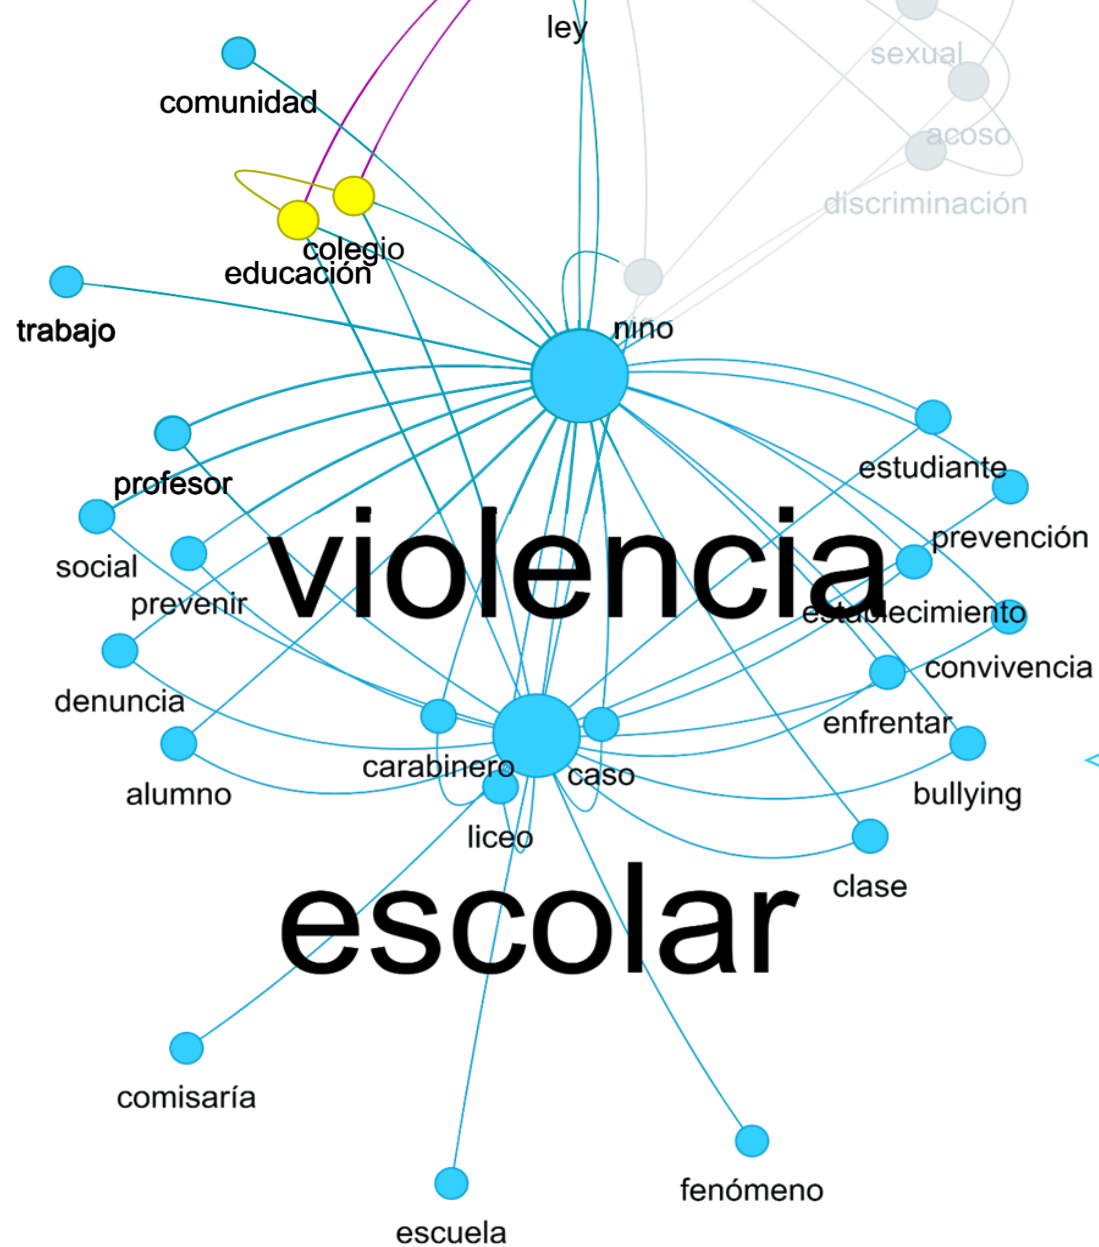 ley
sexual
comunidad
acoso
discriminación
colegio
educación
trabajo
niño
estudiante
profesor
prevención
social
violencia
prevenir
establecimiento
convivencia
denuncia
enfrentar
carabinero
caso
alumno
bullying
liceo
clase
escolar
comisaría
fenómeno
escuela